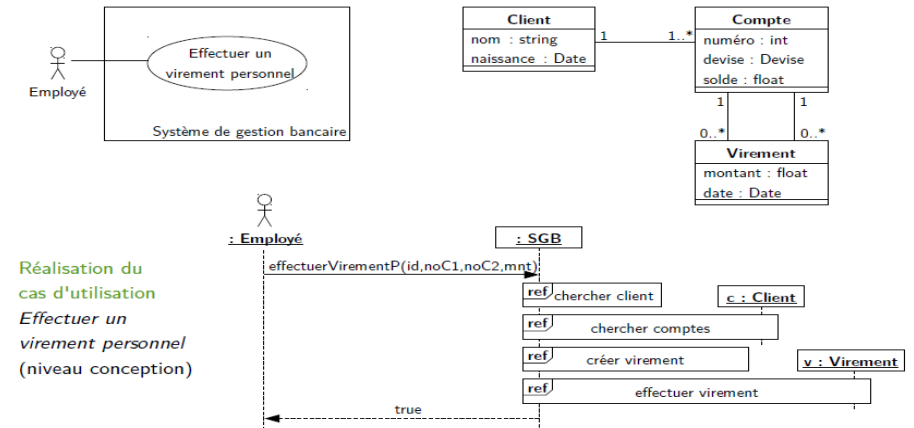 Effectuer un
virement personnel
Employé
Système de gestion bancaire
Client
nom : string
naissance : Date
1
1..*
Compte
numéro : int
devise : Devise
solde : float
1
1
0..*
0..*
Virement
montant : float
date : Date
: Employé
: SGB
effectuerVirementP(id,noC1,noC2,mnt)
Réalisation du
cas d'utilisation
Effectuer un
virement personnel
(niveau conception)
ref chercher client
c : Client
ref chercher comptes
ref créer virement
v : Virement
ref effectuer virement
true